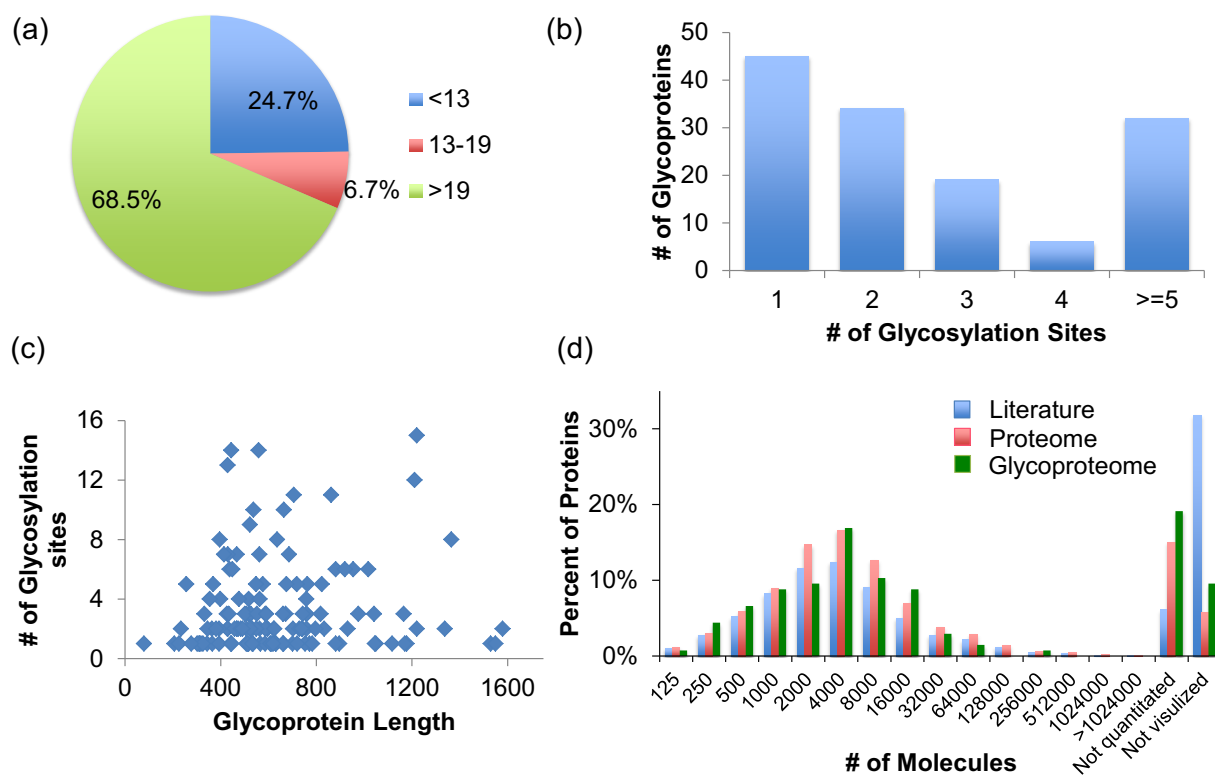 (a)
24.7%
6.7%
68.5%
<13
13-19
>19
(b)
# of Glycoproteins
50
40
30
20
10
0
1 2 3 4 >=5
# of Glycosylation Sites
(c)
# of Glycosylation
sites
16
12
8
4
0
0 400 800 1200 1600
Glycoprotein Length
(d)
Percent of Proteins
30%
20%
10%
0%
Literature
Proteome
Glycoproteome
125
250
500
1000
2000
4000
8000
16000
32000
64000
128000
256000
512000
1024000
>1024000
Not quantitated
Not visulized
# of Molecules